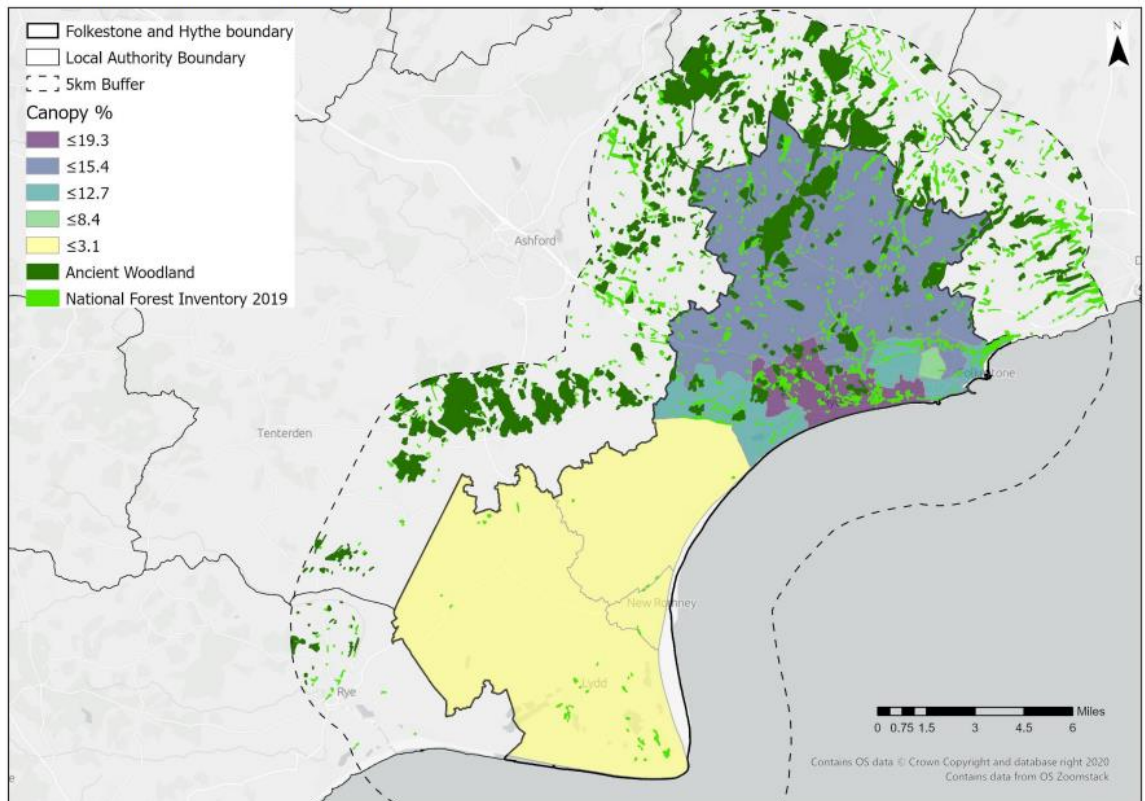 Folkestone and Hythe boundary
Local Authority Boundary
5km Buffer
Canopy %
≤19.3
≤15.4
≤12.7
≤8.4
≤3.1
Ancient Woodland
National Forest Inventory 2019
N
Ashford
Tenterden
New Romney
Lydd
Rye
0 0.75 1.5 3 4.5 6 Miles
Contains OS data © Crown Copyright and database right 2020
Contains data from OS Zoomstack